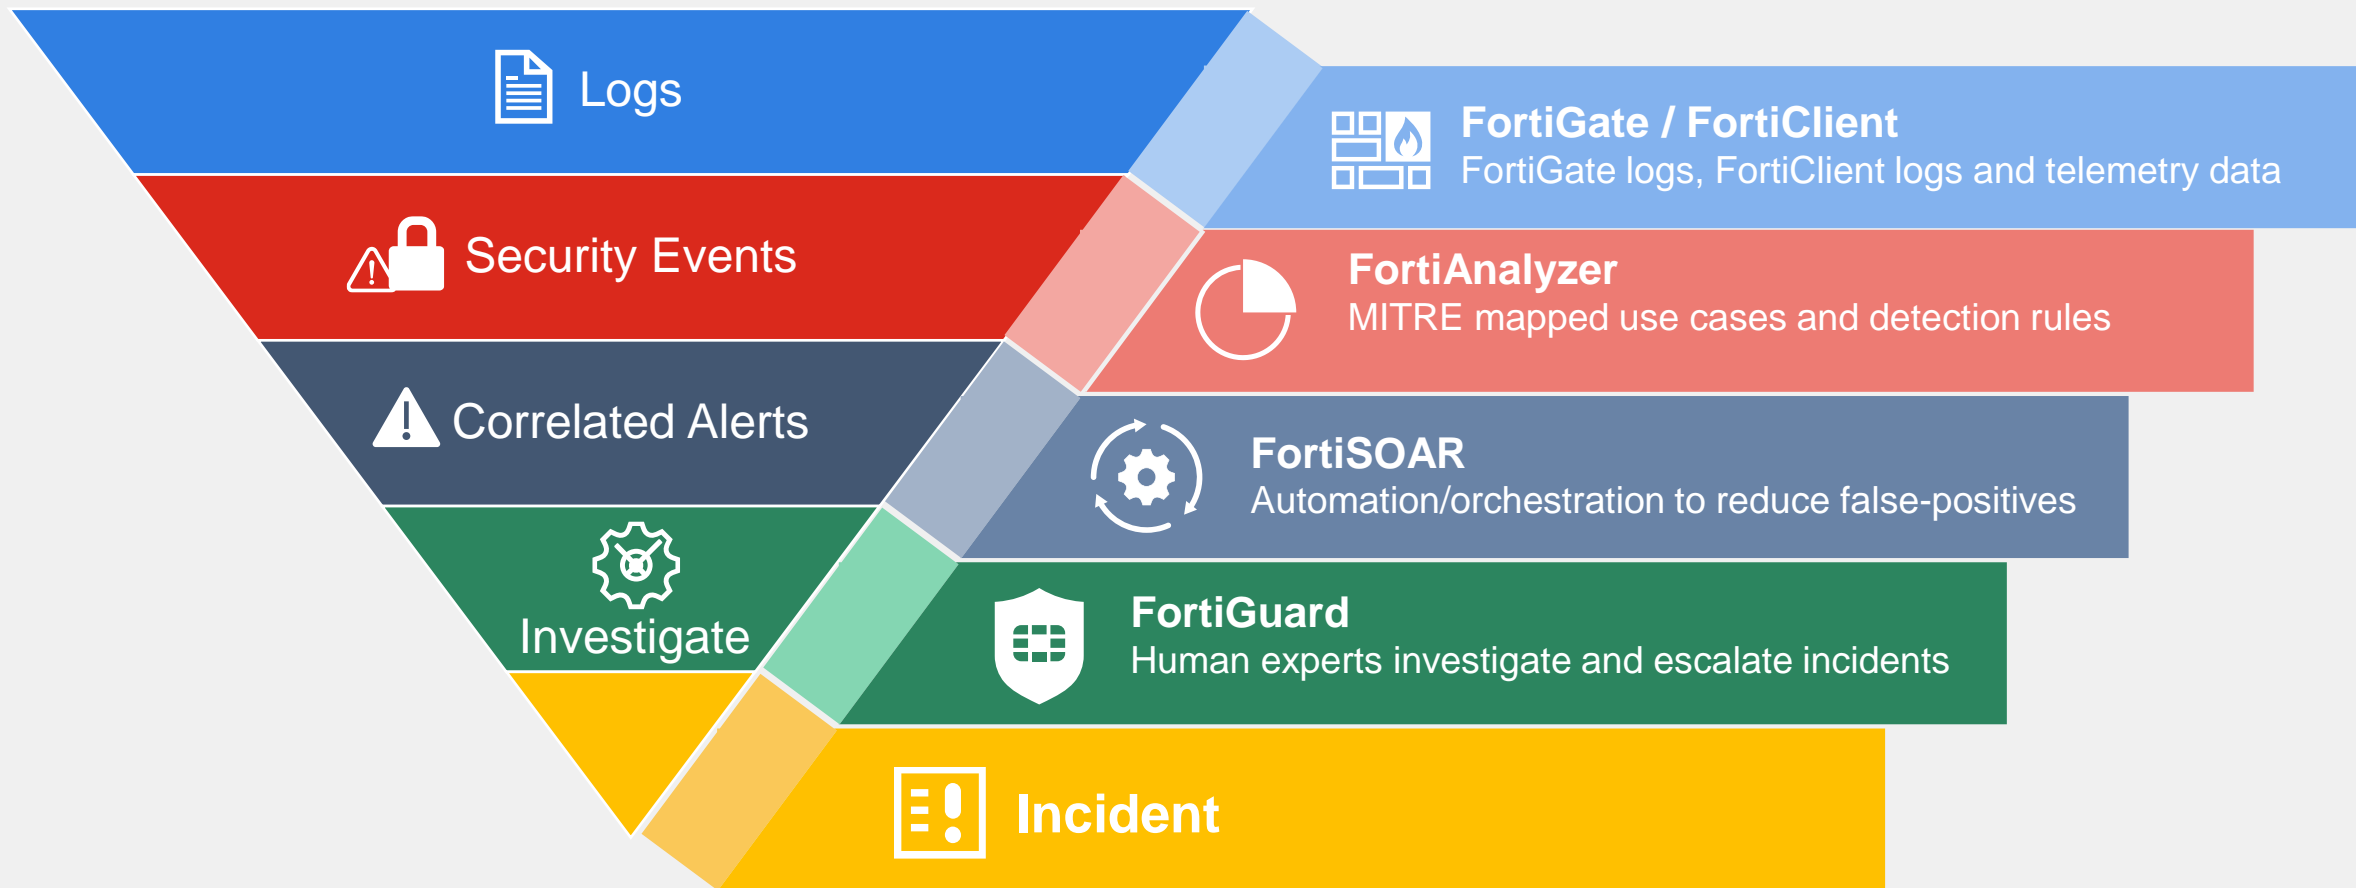 Logs
FortiGate / FortiClient
FortiGate logs, FortiClient logs and telemetry data
Security Events
FortiAnalyzer
MITRE mapped use cases and detection rules
Correlated Alerts
FortiSOAR
Automation/orchestration to reduce false-positives
Investigate
FortiGuard
Human experts investigate and escalate incidents
Incident